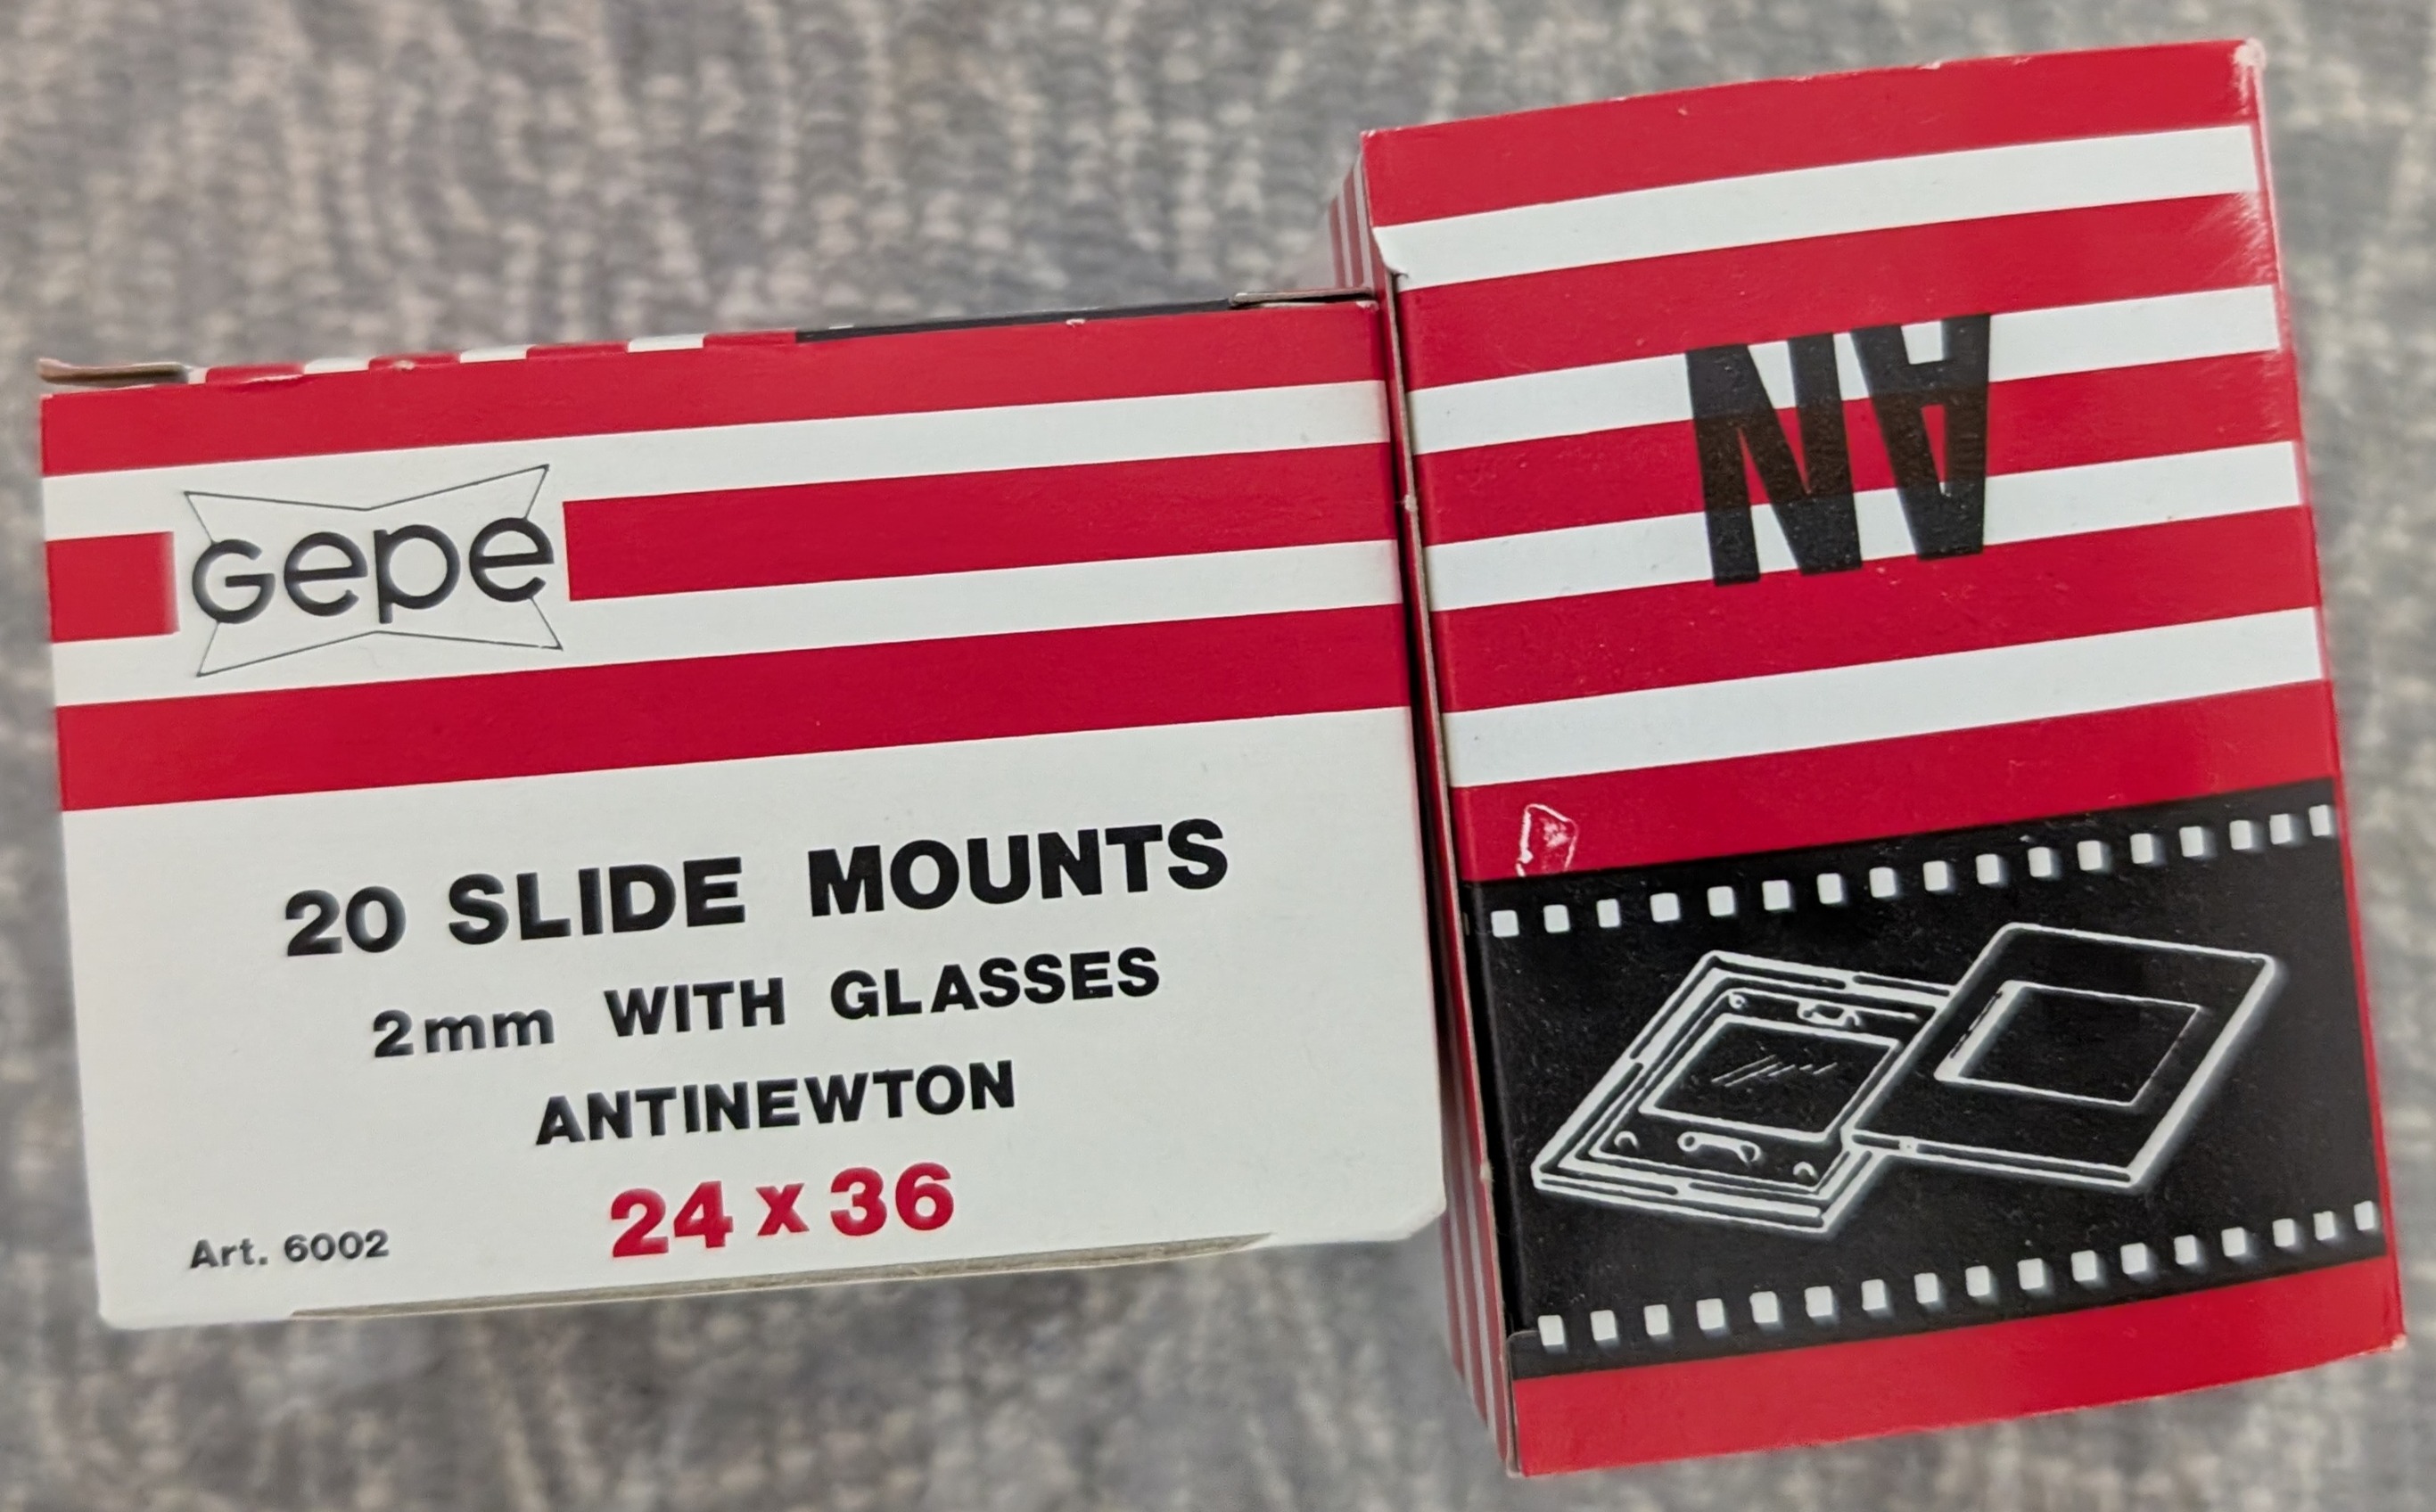 Gepe
20 SLIDE MOUNTS
2mm WITH GLASSES
ANTINEWTON
24 x 36
Art. 6002
AN